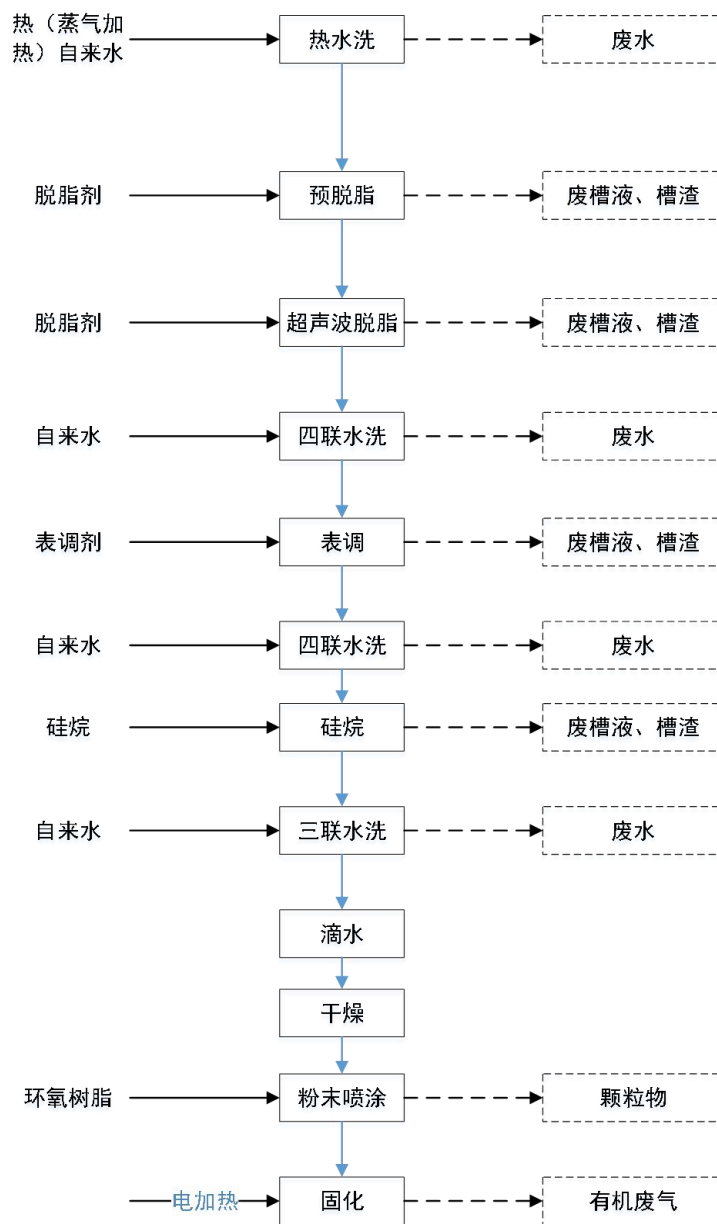 热（蒸气加
热）自来水
热水洗
废水
脱脂剂
预脱脂
废槽液、槽渣
脱脂剂
超声波脱脂
废槽液、槽渣
自来水
四联水洗
废水
表调剂
表调
废槽液、槽渣
自来水
四联水洗
废水
硅烷
硅烷
废槽液、槽渣
自来水
三联水洗
废水
滴水
干燥
环氧树脂
粉末喷涂
颗粒物
电加热
固化
有机废气